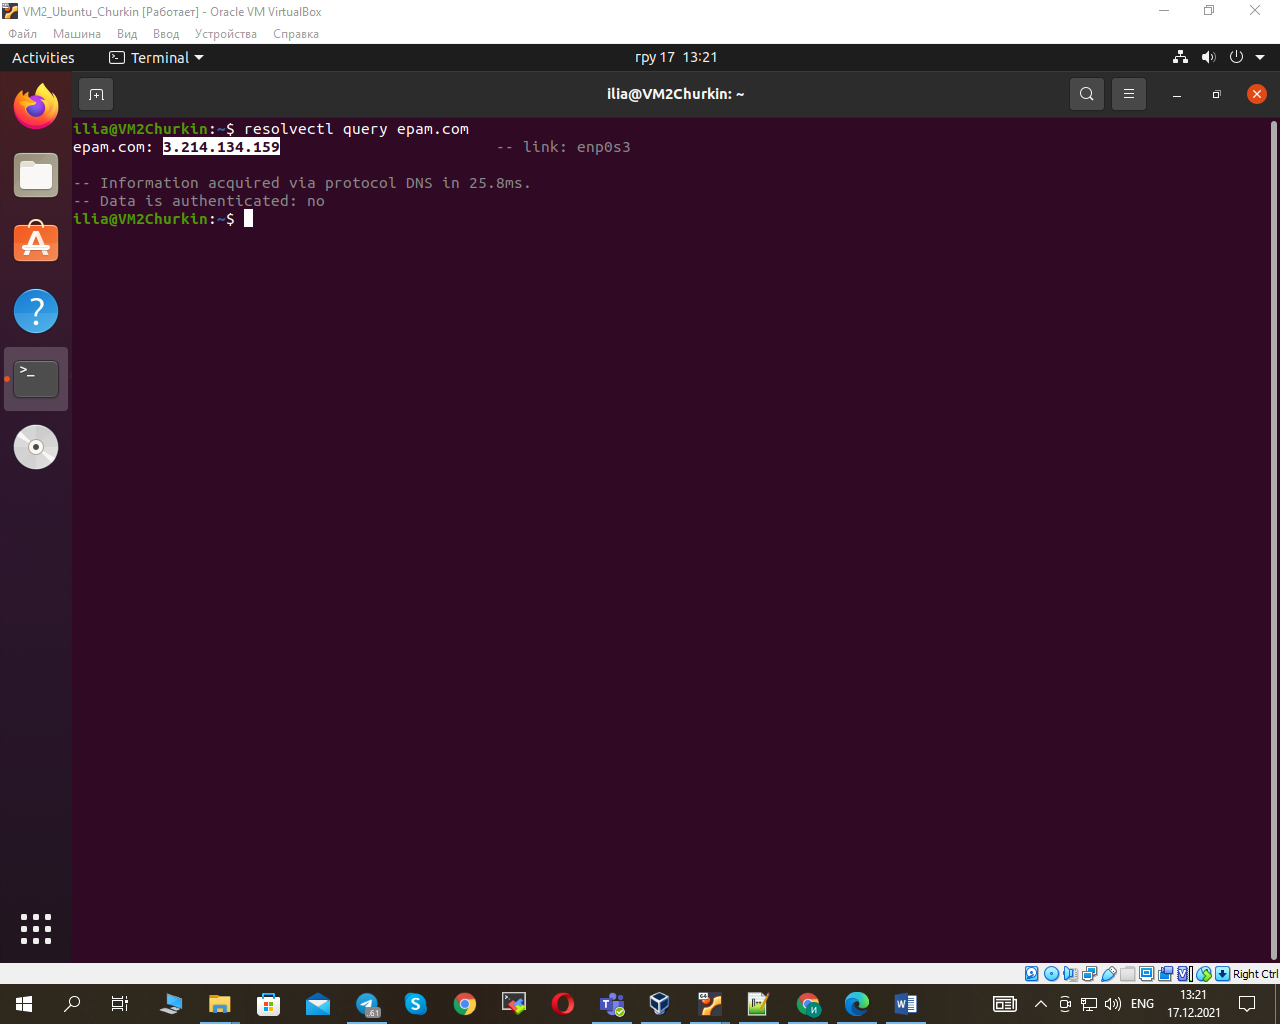 VM2_Ubuntu_Churkin [Работает] - Oracle VM VirtualBox
Файл Машина Вид Ввод Устройства Справка
Activities Terminal гру 17 13:21
ilia@VM2Churkin: ~
ilia@VM2Churkin:~$ resolvectl query epam.com
epam.com: 3.214.134.159 -- link: enp0s3
-- Information acquired via protocol DNS in 25.8ms.
-- Data is authenticated: no
ilia@VM2Churkin:~$
Right Ctrl
ENG
13:21
17.12.2021